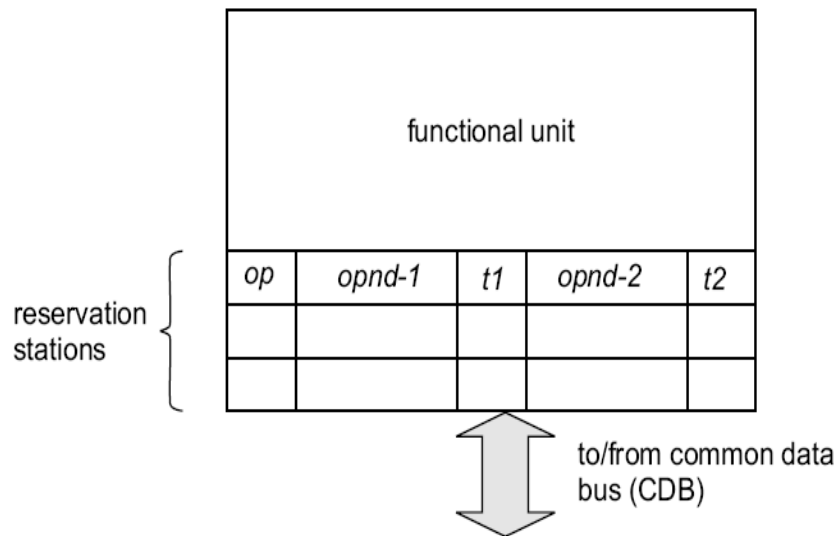 functional unit
op opnd-1 t1 opnd-2 t2
reservation
stations
to/from common data
bus (CDB)